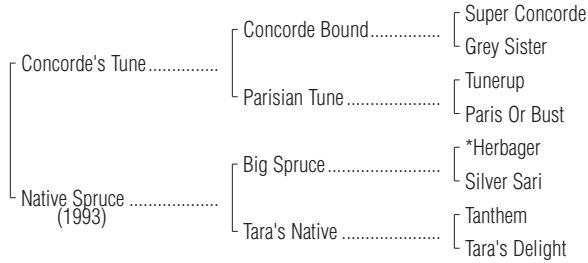 Super Concorde
Concorde Bound
Grey Sister
Concorde's Tune
Tunerup
Parisian Tune
Paris Or Bust
*Herbager
Big Spruce
Silver Sari
Native Spruce
(1993)
Tanthem
Tara's Native
Tara's Delight